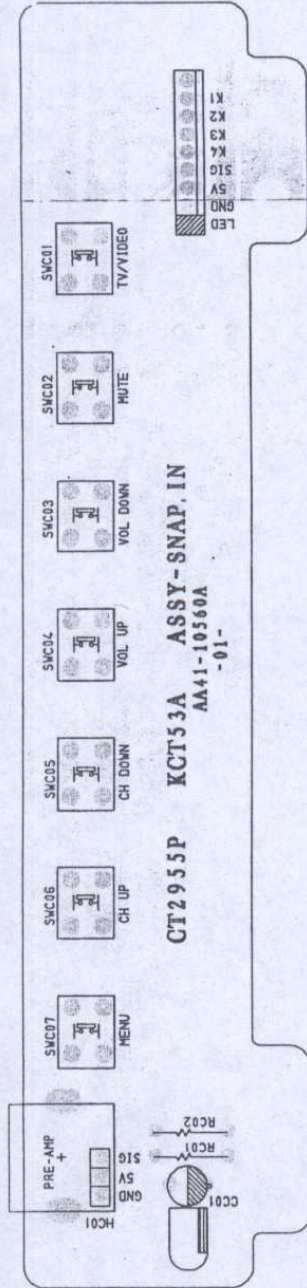 SWC07
SWC06
SWC05
SWC04
SWC03
SWC02
SWC01
MENU
CH UP
CH DOWN
VOL UP
VOL DOWN
MUTE
TV/VIDEO
PRE-AMP
+
GND
5V
SIG
HC01
CC01
RC01
RC02
CT2955P KCT53A ASSY-SNAP.IN
AA41-10560A
-01-
LED
GND
5V
SIG
K4
K3
K2
K1